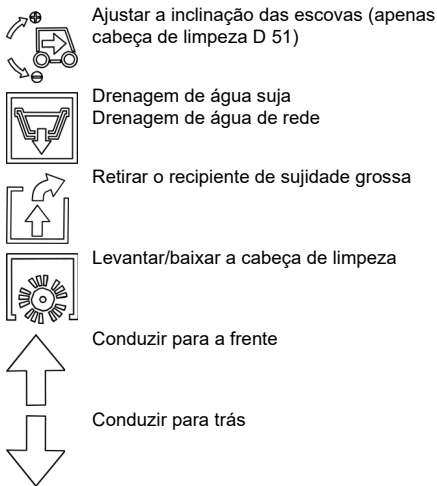 Ajustar a inclinação das escovas (apenas
cabeça de limpeza D 51)
Drenagem de água suja
Drenagem de água de rede
Retirar o recipiente de sujidade grossa
Levantar/baixar a cabeça de limpeza
Conduzir para a frente
Conduzir para trás